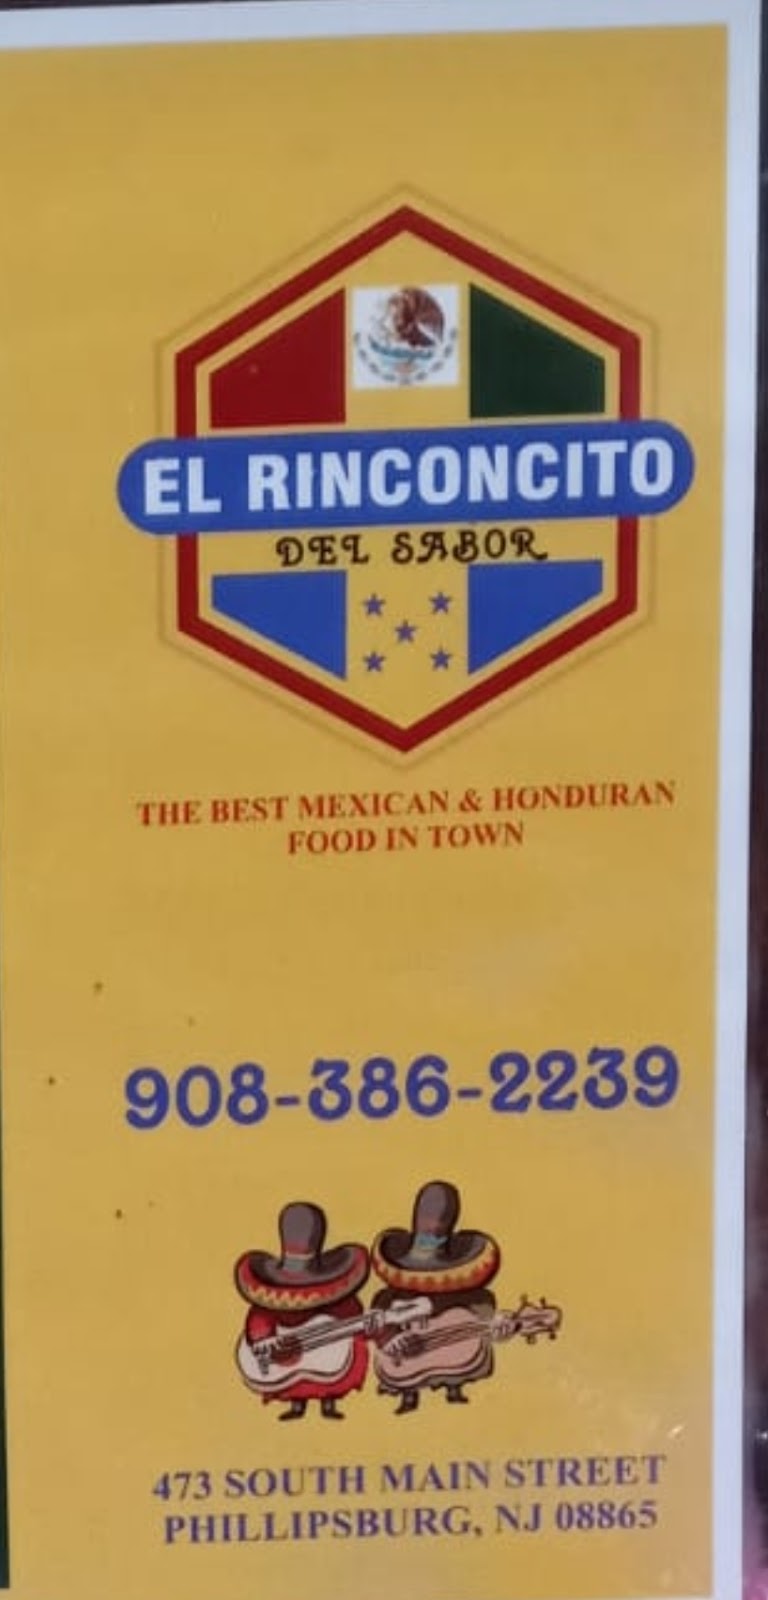 EL RINCONCITO
DEL SABOR
THE BEST MEXICAN & HONDURAN
FOOD IN TOWN
908-386-2239
473 SOUTH MAIN STREET
PHILLIPSBURG, NJ 08865